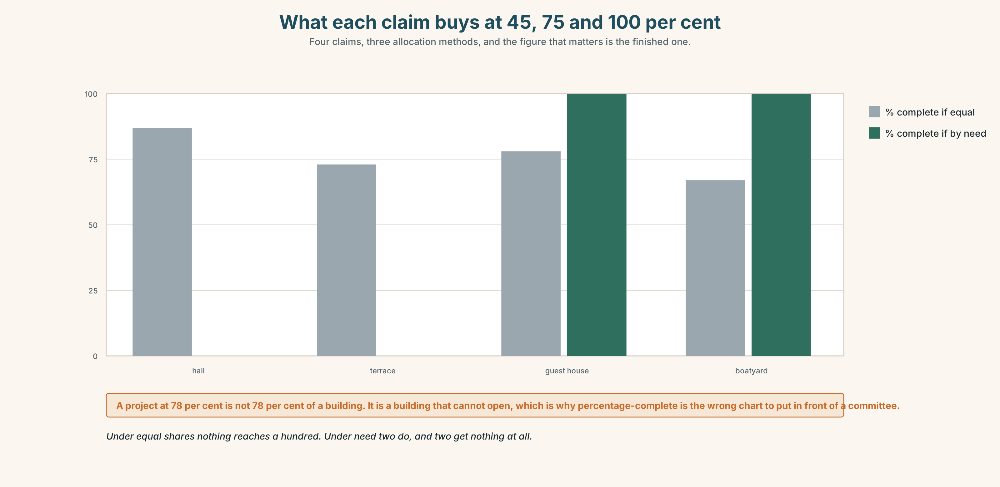 What each claim buys at 45, 75 and 100 per cent
Four claims, three allocation methods, and the figure that matters is the finished one.
100
75
50
25
0
% complete if equal
% complete if by need
hall
terrace
guest house
boatyard
A project at 78 per cent is not 78 per cent of a building. It is a building that cannot open, which is why percentage-complete is the wrong chart to put in front of a committee.
Under equal shares nothing reaches a hundred. Under need two do, and two get nothing at all.